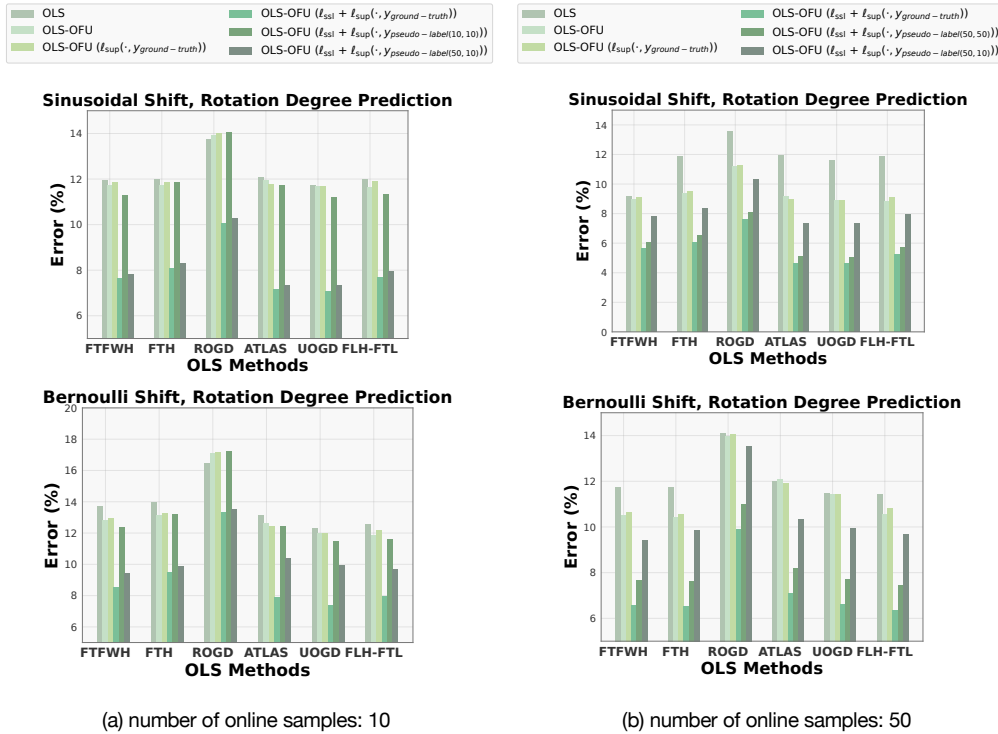 OLS
OLS-OFU
OLS-OFU (ℓsup(·, yground−truth))
OLS-OFU (ℓssl + ℓsup(·, yground−truth))
OLS-OFU (ℓssl + ℓsup(·, ypseudo−label(10, 10)))
OLS-OFU (ℓssl + ℓsup(·, ypseudo−label(50, 10)))
Sinusoidal Shift, Rotation Degree Prediction
Error (%)
14
12
10
8
6
FTFWH FTH ROGD ATLAS UOGD FLH-FTL
OLS Methods
Bernoulli Shift, Rotation Degree Prediction
Error (%)
20
18
16
14
12
10
8
6
FTFWH FTH ROGD ATLAS UOGD FLH-FTL
OLS Methods
(a) number of online samples: 10
OLS
OLS-OFU
OLS-OFU (ℓsup(·, yground−truth))
OLS-OFU (ℓssl + ℓsup(·, yground−truth))
OLS-OFU (ℓssl + ℓsup(·, ypseudo−label(50, 50)))
OLS-OFU (ℓssl + ℓsup(·, ypseudo−label(50, 10)))
Sinusoidal Shift, Rotation Degree Prediction
Error (%)
14
12
10
8
6
4
2
0
FTFWH FTH ROGD ATLAS UOGD FLH-FTL
OLS Methods
Bernoulli Shift, Rotation Degree Prediction
Error (%)
14
12
10
8
6
FTFWH FTH ROGD ATLAS UOGD FLH-FTL
OLS Methods
(b) number of online samples: 50